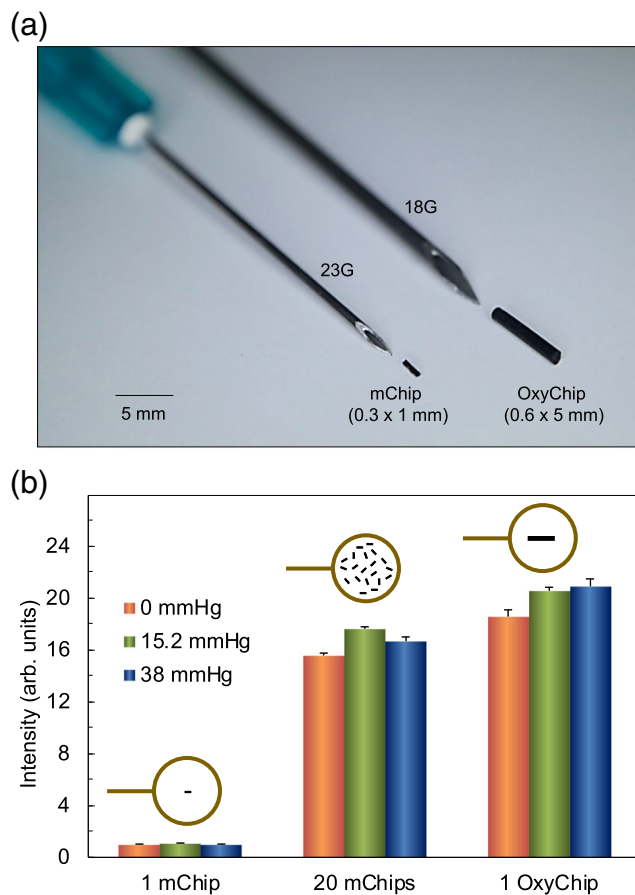 (a)
18G
23G
5 mm
mChip
(0.3 x 1 mm)
OxyChip
(0.6 x 5 mm)
(b)
Intensity (arb. units)
24
20
16
12
8
4
0
0 mmHg
15.2 mmHg
38 mmHg
1 mChip
20 mChips
1 OxyChip